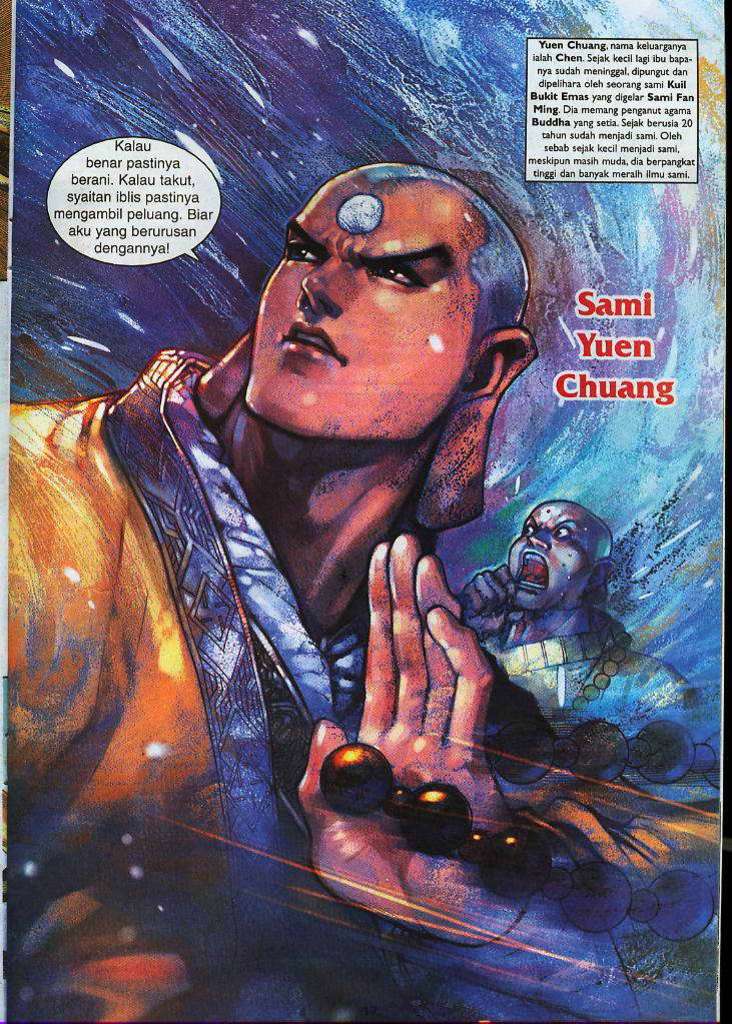 Kalau
benar pastinya
berani. Kalau takut,
syaitan iblis pastinya
mengambil peluang. Biar
aku yang berurusan
dengannya!
Yuen Chuang, nama keluarganya
ialah Chen. Sejak kecil lagi ibu bapa-
nya sudah meninggal, dipungut dan
dipelihara oleh seorang sami Kuil
Bukit Emas yang digelar Sami Fan
Ming. Dia memang penganut agama
Buddha yang setia. Sejak berusia 20
tahun sudah menjadi sami. Oleh
sebab sejak kecil menjadi sami,
meskipun masih muda, dia berpangkat
tinggi dan banyak meraih ilmu sami.
Sami
Yuen
Chuang